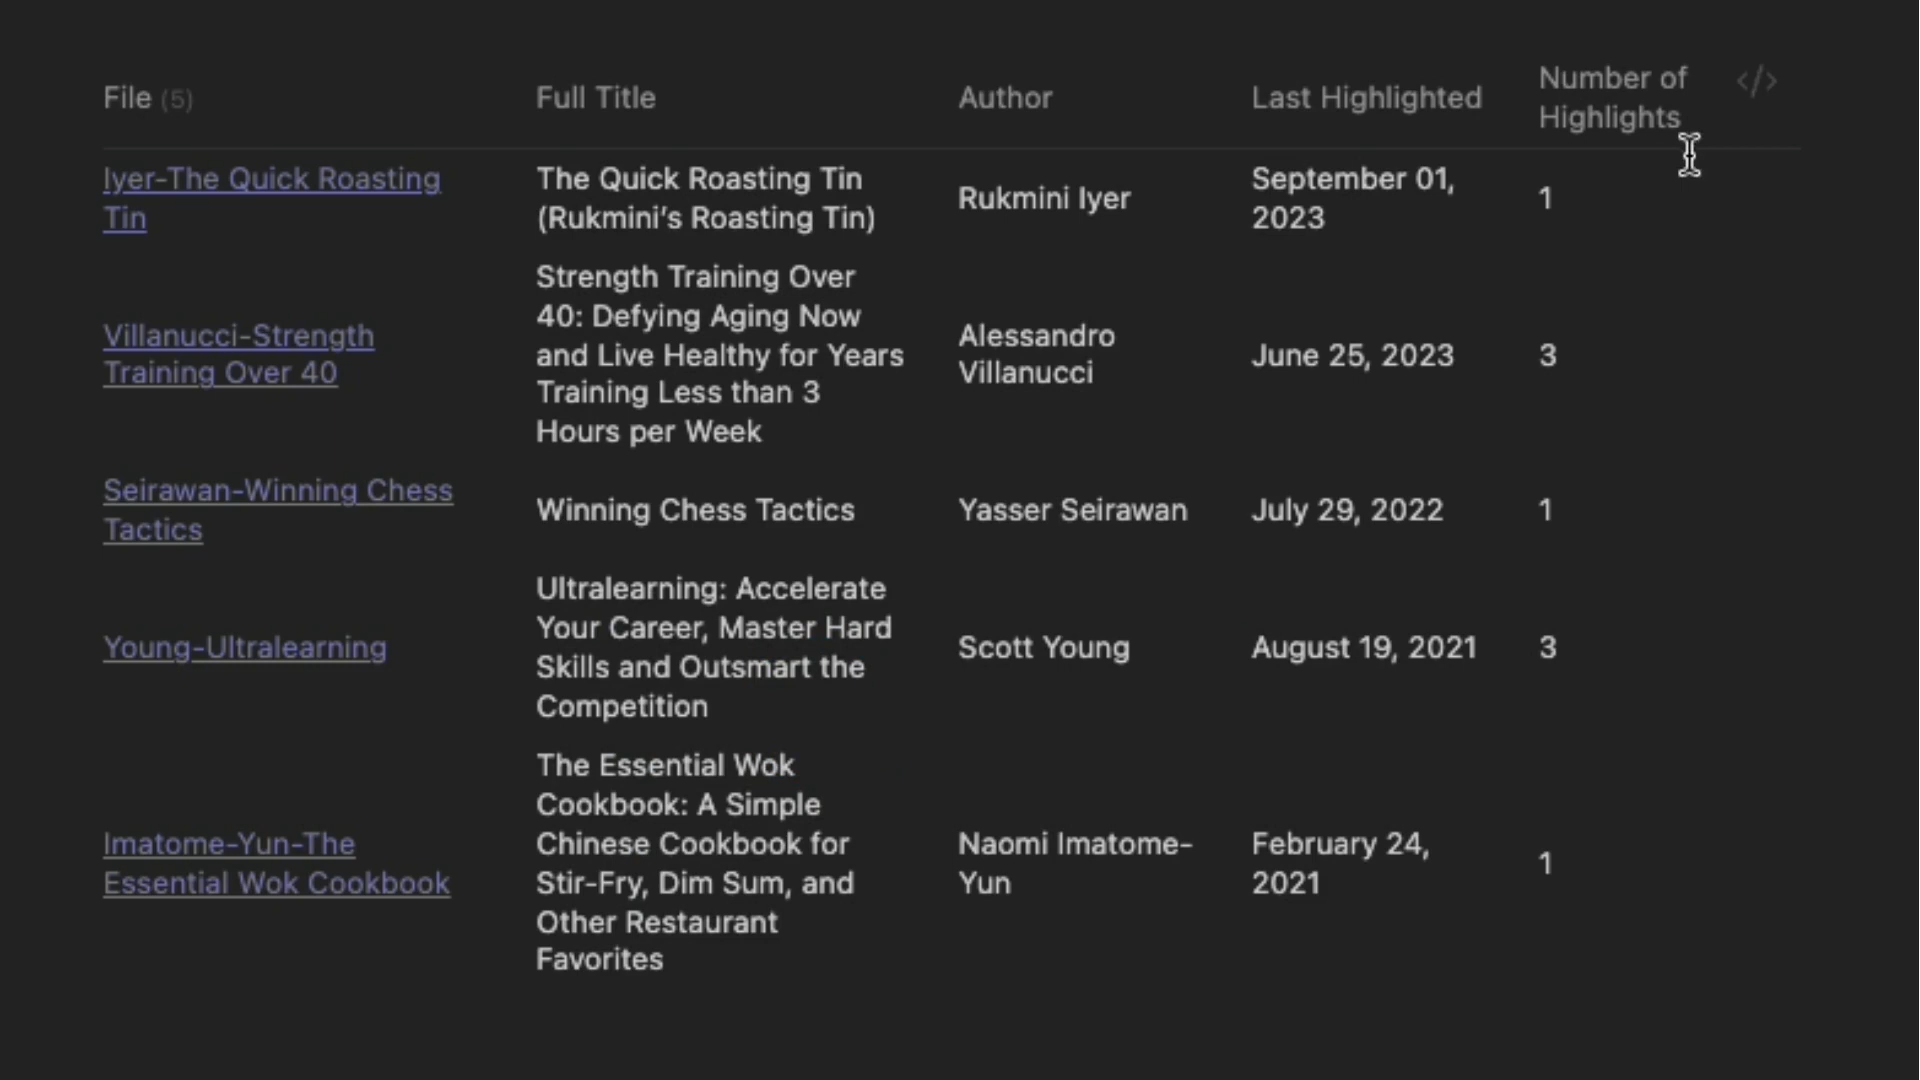 File (5)
Full Title
Author
Last Highlighted
Number of
Highlights
</>
Iyer-The Quick Roasting
Tin
The Quick Roasting Tin
(Rukmini’s Roasting Tin)
Rukmini Iyer
September 01,
2023
1
Villanucci-Strength
Training Over 40
Strength Training Over
40: Defying Aging Now
and Live Healthy for Years
Training Less than 3
Hours per Week
Alessandro
Villanucci
June 25, 2023
3
Seirawan-Winning Chess
Tactics
Winning Chess Tactics
Yasser Seirawan
July 29, 2022
1
Young-Ultralearning
Ultralearning: Accelerate
Your Career, Master Hard
Skills and Outsmart the
Competition
Scott Young
August 19, 2021
3
Imatome-Yun-The
Essential Wok Cookbook
The Essential Wok
Cookbook: A Simple
Chinese Cookbook for
Stir-Fry, Dim Sum, and
Other Restaurant
Favorites
Naomi Imatome-
Yun
February 24,
2021
1